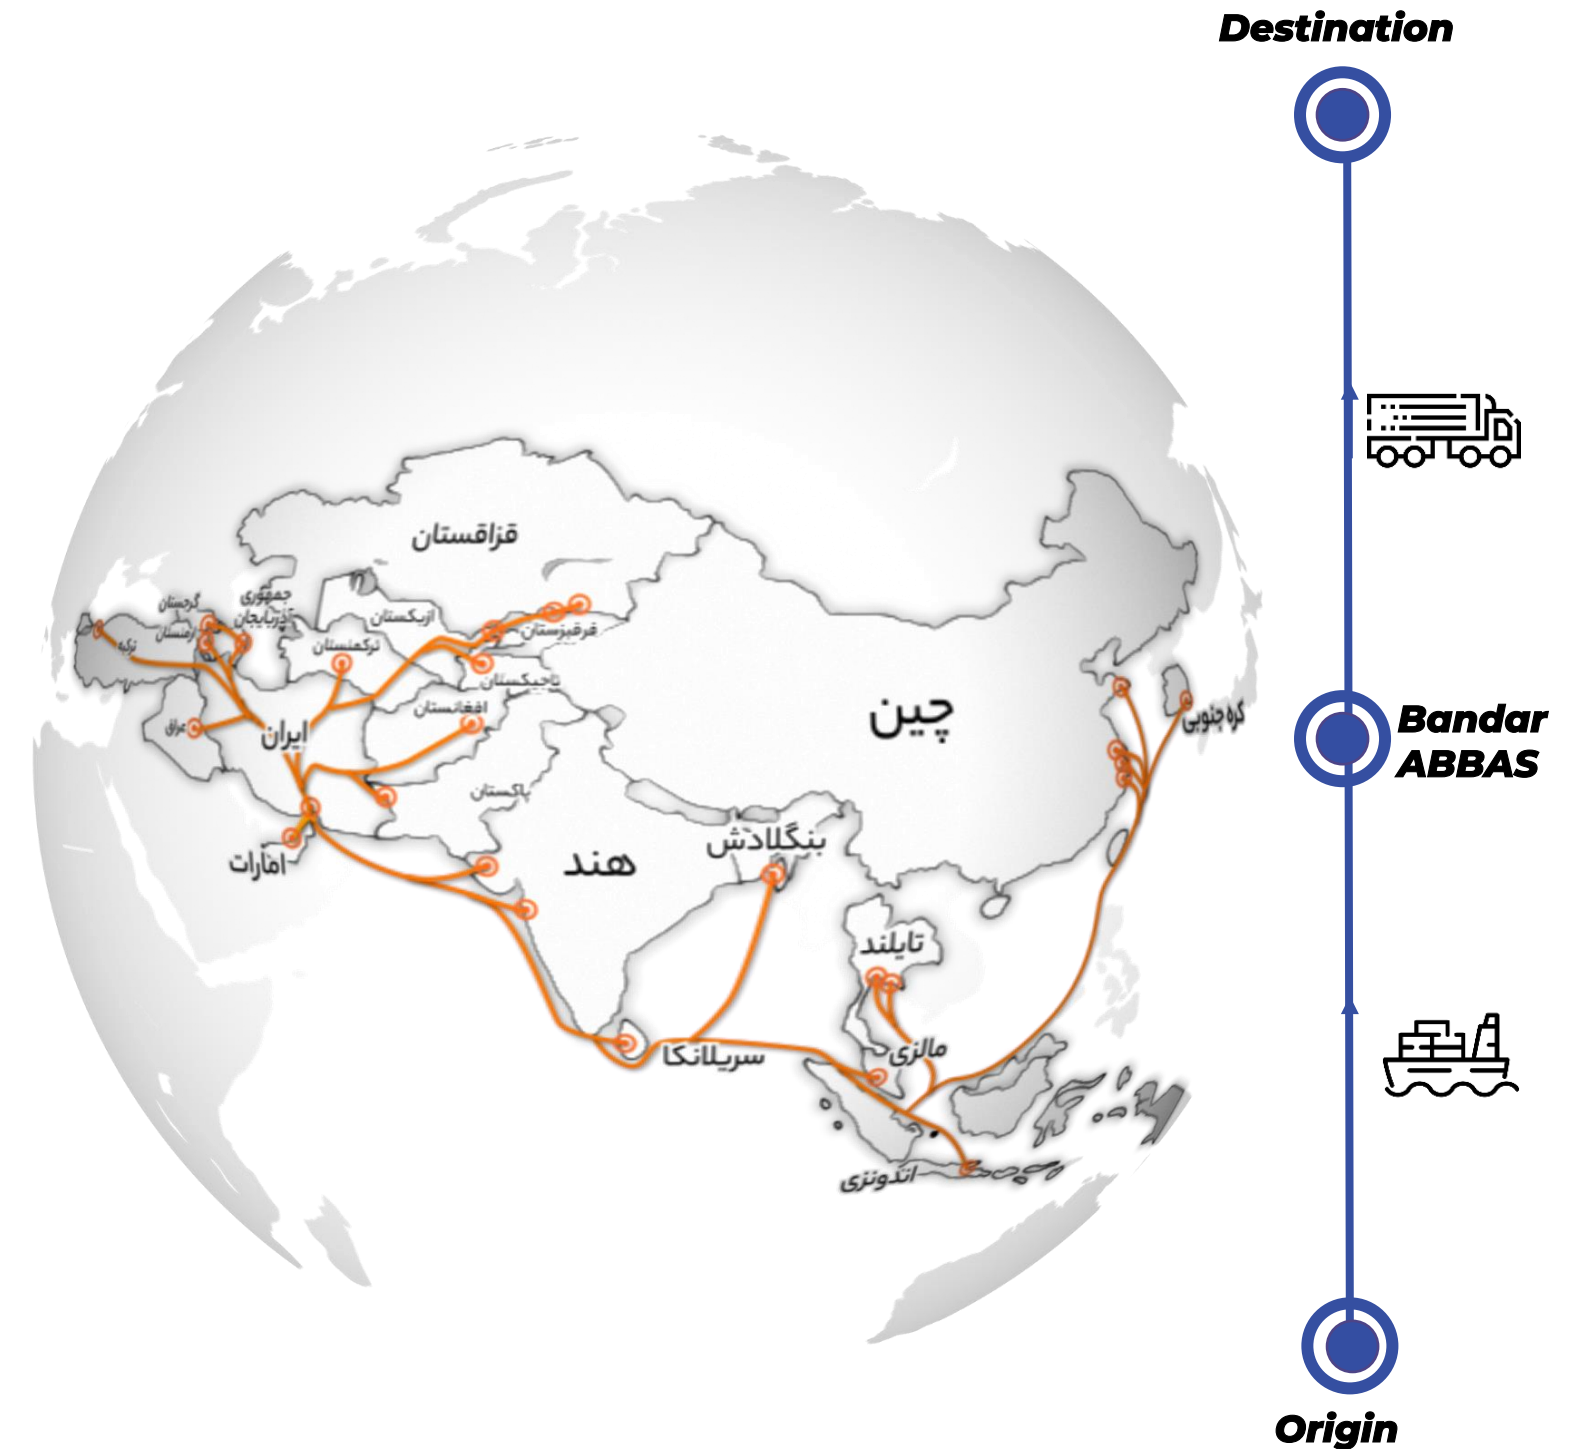 Destination
قزاقستان
گرجستان
جمهوری
آذربایجان
ارمنستان
ازبکستان
قرقیزستان
ترکیه
ترکمنستان
تاجیکستان
افغانستان
عراق
ایران
چین
کره جنوبی
Bandar
ABBAS
پاکستان
امارات
هند
بنگلادش
تایلند
سریلانکا
مالزی
اندونزی
Origin